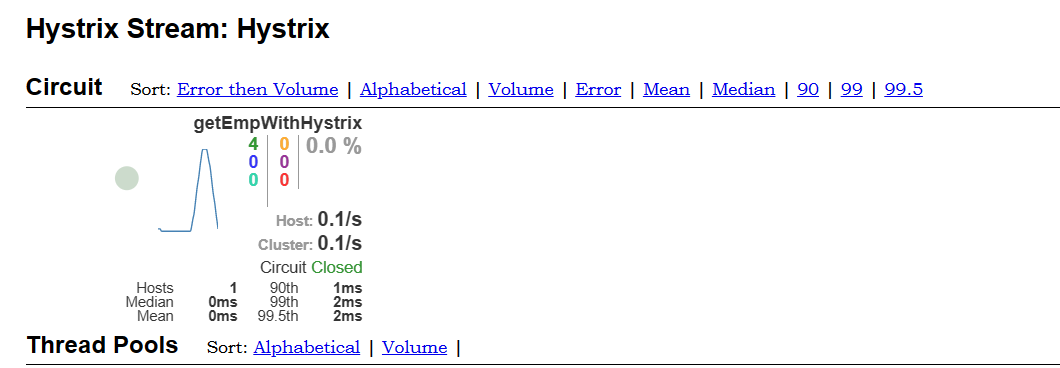 Hystrix Stream: Hystrix
Circuit Sort: Error then Volume | Alphabetical | Volume | Error | Mean | Median | 90 | 99 | 99.5
getEmpWithHystrix
4 0 0.0 %
0 0
0 0
Host: 0.1/s
Cluster: 0.1/s
Circuit Closed
Hosts 1 90th 1ms
Median 0ms 99th 2ms
Mean 0ms 99.5th 2ms
Thread Pools Sort: Alphabetical | Volume |